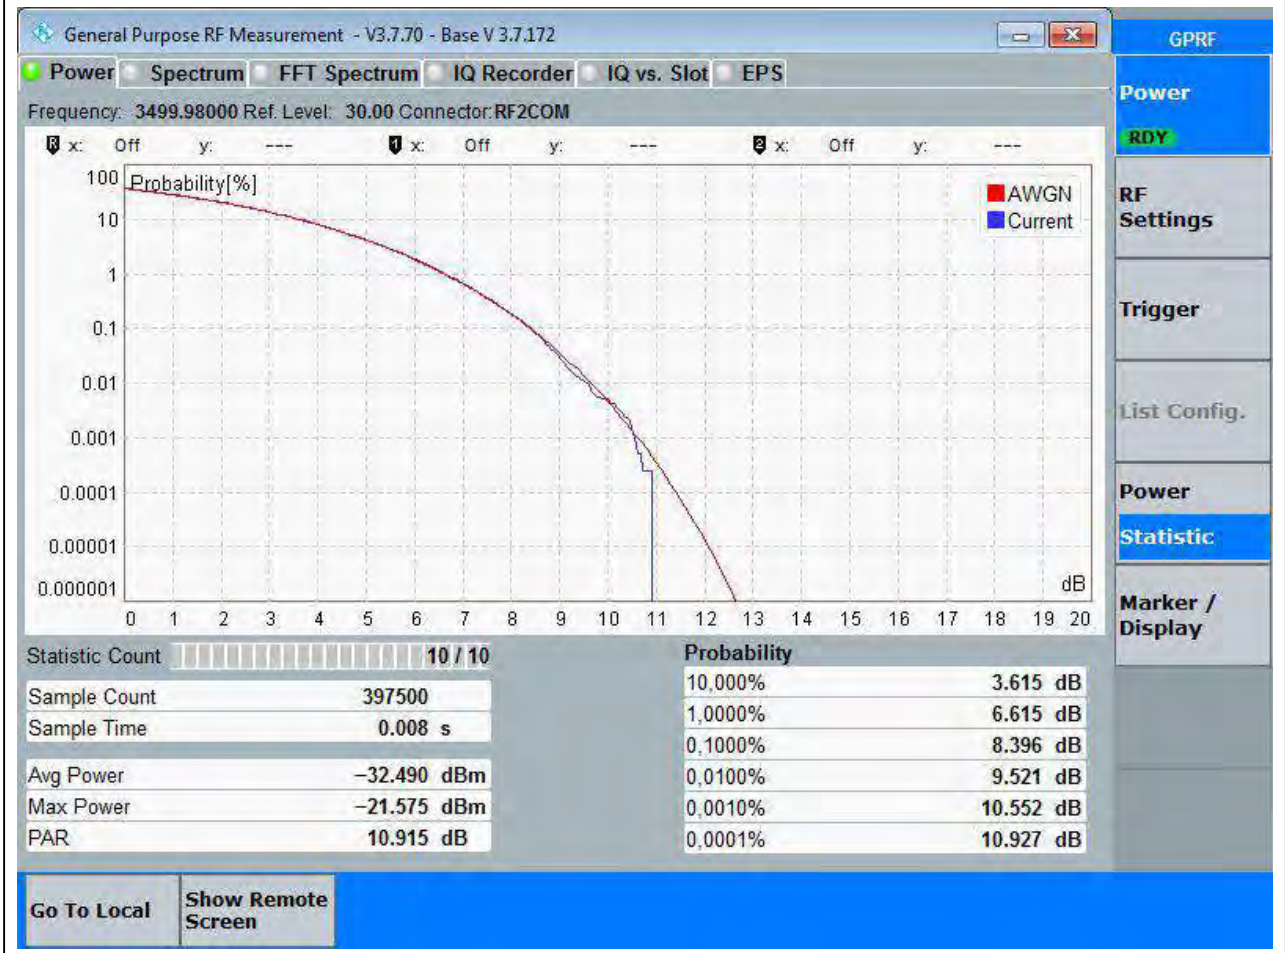 General Purpose RF Measurement - V3.7.70 - Base V 3.7.172
GPRF
Power Spectrum FFT Spectrum IQ Recorder IQ vs. Slot EPS
Frequency: 3499.98000 Ref. Level: 30.00 Connector:RF2COM
R x: Off y: --- 1 x: Off y: --- 2 x: Off y: ---
Probability[%]
AWGN
Current
100
10
1
0.1
0.01
0.001
0.0001
0.00001
0.000001
dB
0 1 2 3 4 5 6 7 8 9 10 11 12 13 14 15 16 17 18 19 20
Statistic Count 10 / 10
Sample Count 397500
Sample Time 0.008 s
Avg Power −32.490 dBm
Max Power −21.575 dBm
PAR 10.915 dB
Probability
10,000% 3.615 dB
1,0000% 6.615 dB
0,1000% 8.396 dB
0,0100% 9.521 dB
0,0010% 10.552 dB
0,0001% 10.927 dB
Power
RDY
RF
Settings
Trigger
List Config.
Power
Statistic
Marker /
Display
Go To Local
Show Remote
Screen